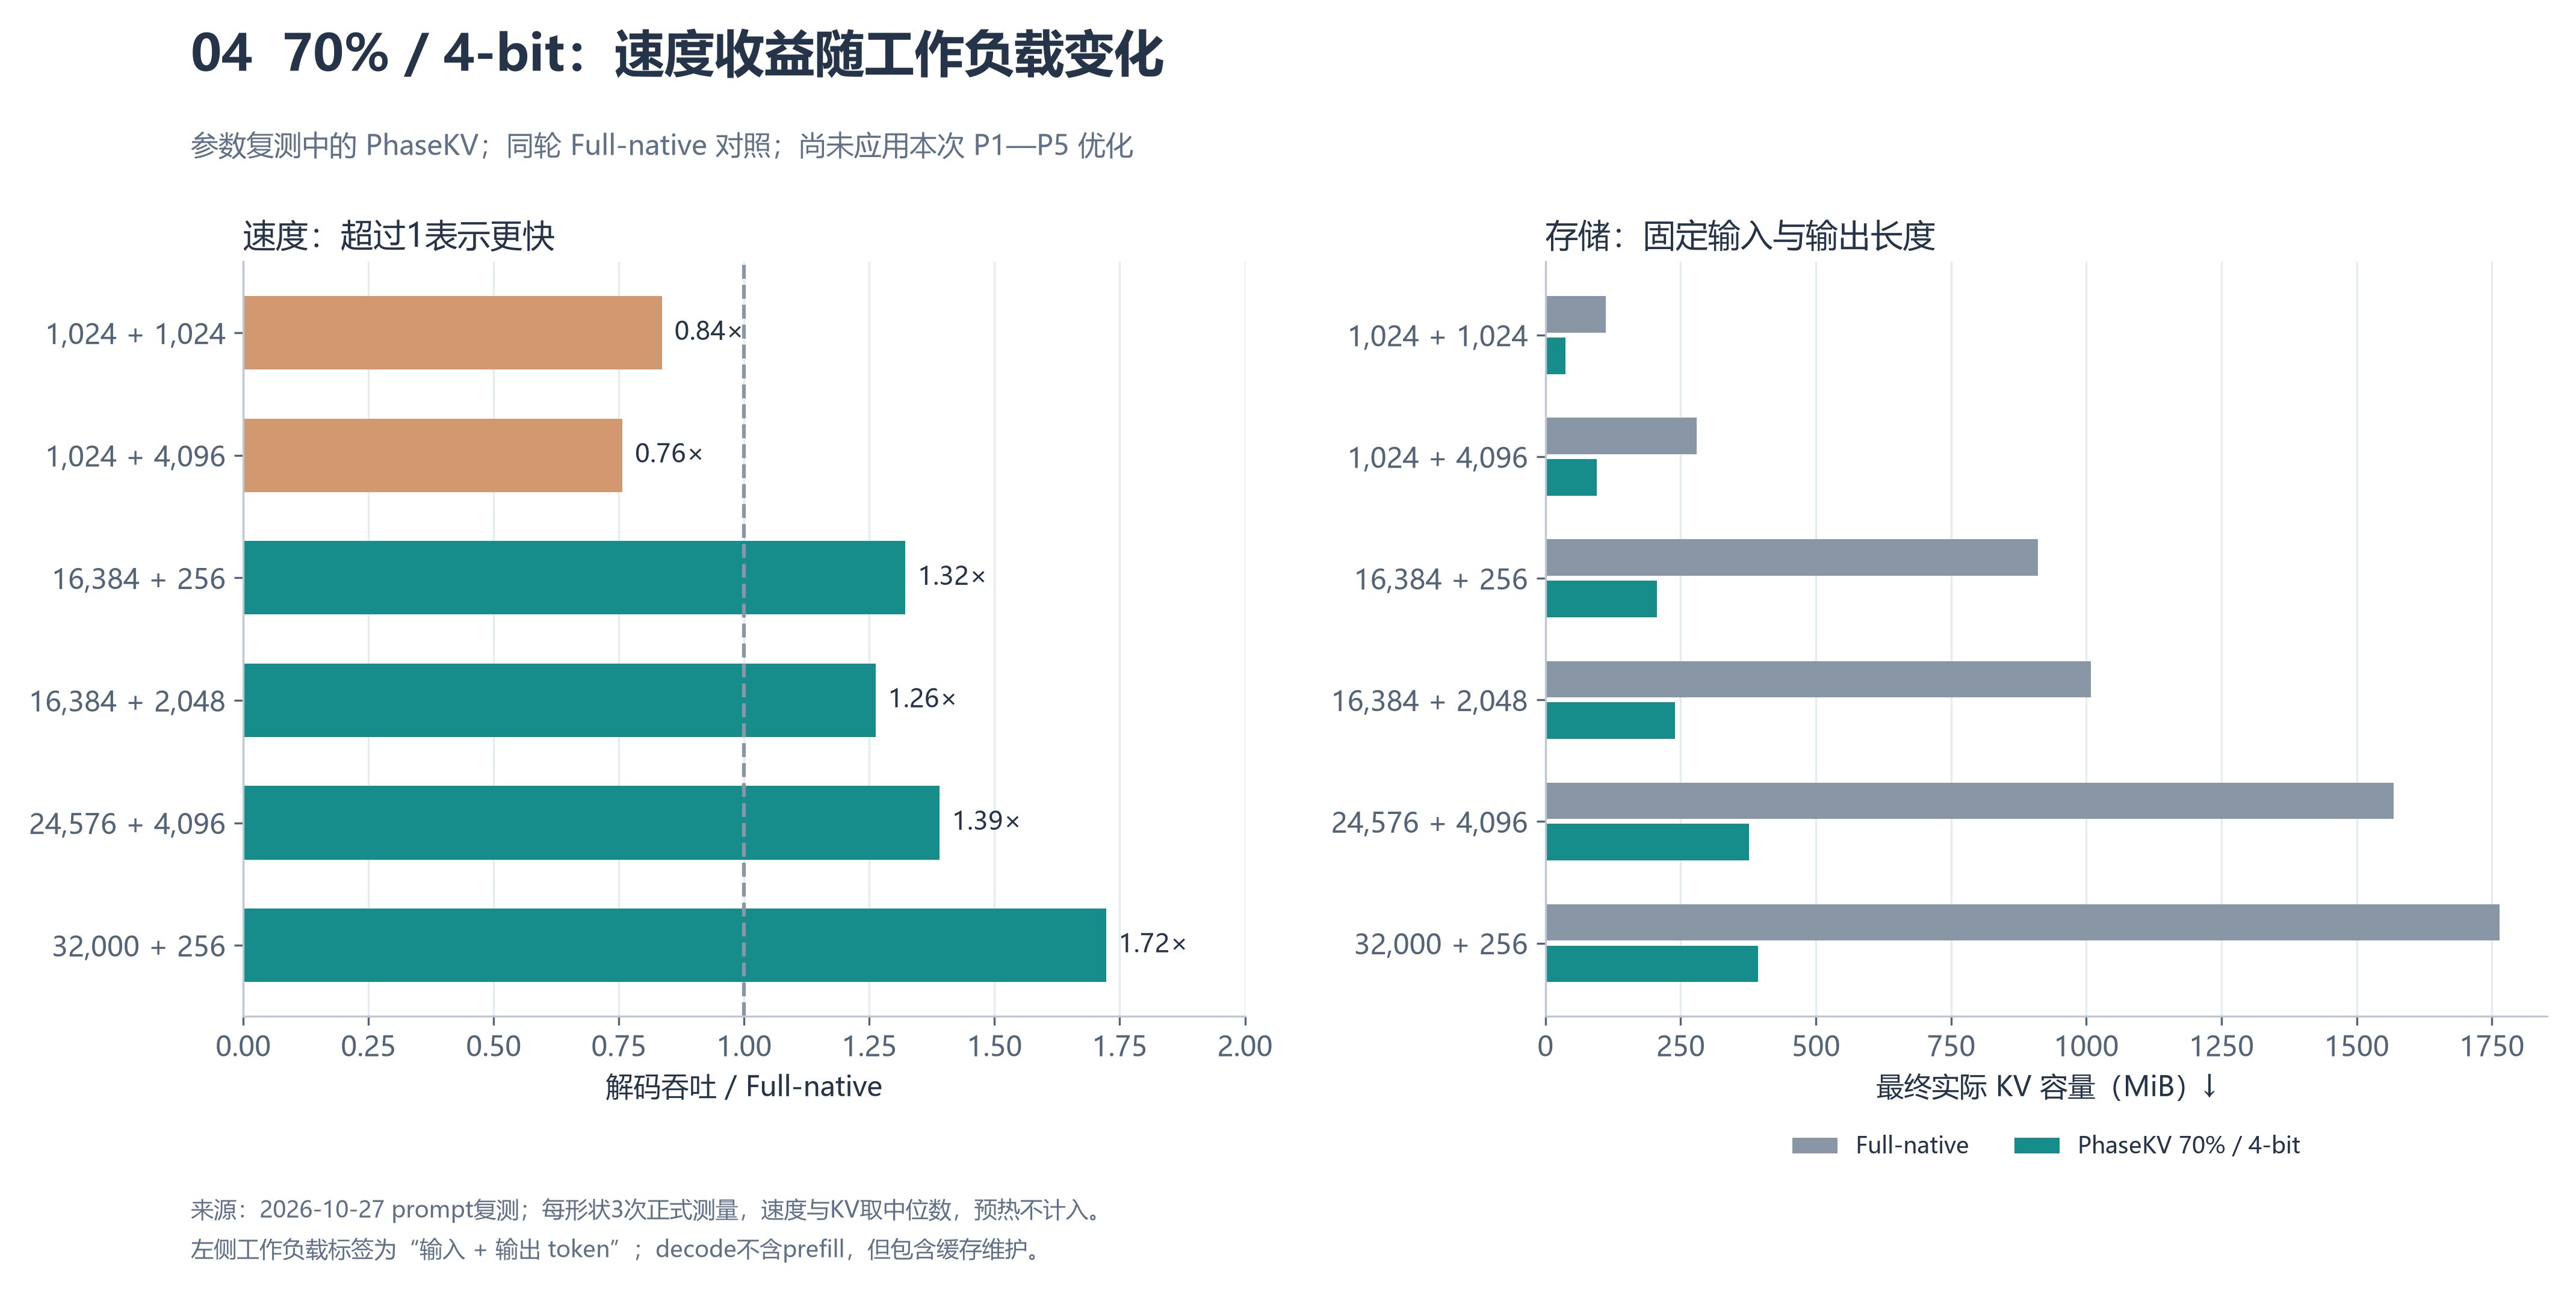 04 70% / 4-bit：速度收益随工作负载变化
参数复测中的 PhaseKV；同轮 Full-native 对照；尚未应用本次 P1—P5 优化
速度：超过1表示更快
1,024 + 1,024
0.84×
1,024 + 4,096
0.76×
16,384 + 256
1.32×
16,384 + 2,048
1.26×
24,576 + 4,096
1.39×
32,000 + 256
1.72×
0.00 0.25 0.50 0.75 1.00 1.25 1.50 1.75 2.00
解码吞吐 / Full-native
存储：固定输入与输出长度
1,024 + 1,024
1,024 + 4,096
16,384 + 256
16,384 + 2,048
24,576 + 4,096
32,000 + 256
0 250 500 750 1000 1250 1500 1750
最终实际 KV 容量（MiB）↓
Full-native PhaseKV 70% / 4-bit
来源：2026-10-27 prompt复测；每形状3次正式测量，速度与KV取中位数，预热不计入。
左侧工作负载标签为“输入 + 输出 token”；decode不含prefill，但包含缓存维护。